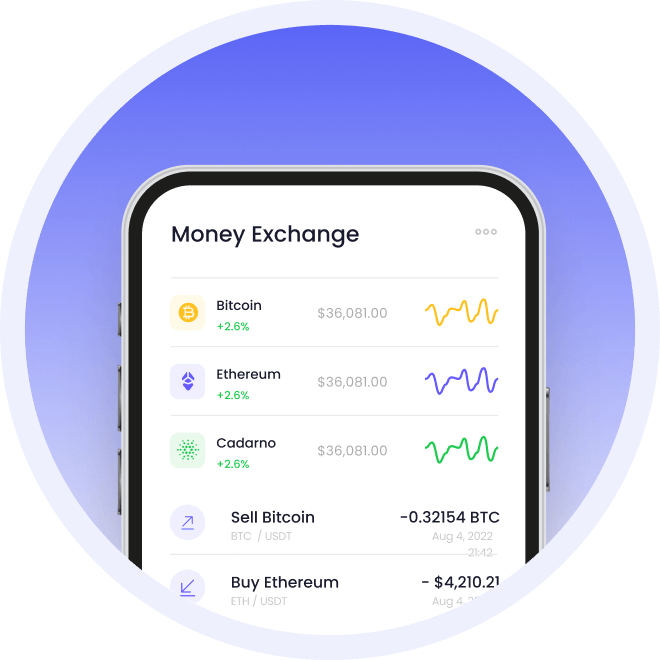 Money Exchange
Bitcoin $36,081.00
+2.6%
Ethereum $36,081.00
+2.6%
Cadarno $36,081.00
+2.6%
Sell Bitcoin -0.32154 BTC
BTC / USDT Aug 4, 2022
21:42
Buy Ethereum - $4,210.21
ETH / USDT Aug 4,